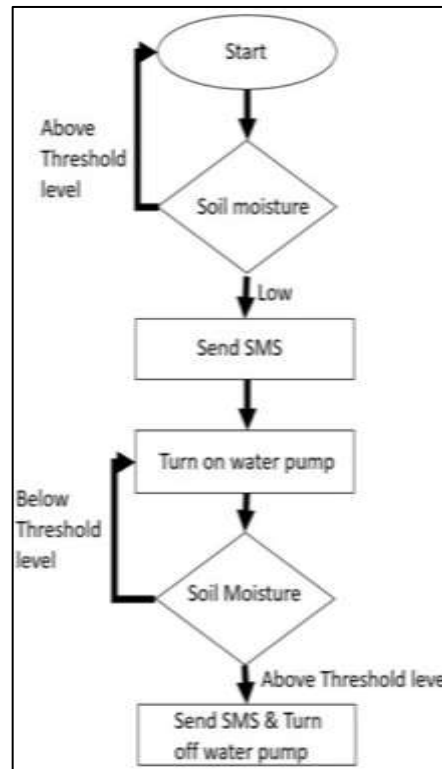 Start
Above
Threshold
level
Soil moisture
Low
Send SMS
Turn on water pump
Below
Threshold
level
Soil Moisture
Above Threshold level
Send SMS & Turn
off water pump